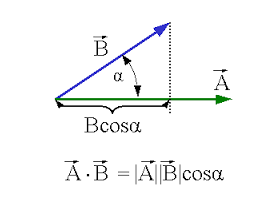 B⃗
α
A⃗
Bcosα
A⃗ · B⃗ = |A⃗||B⃗|cosα